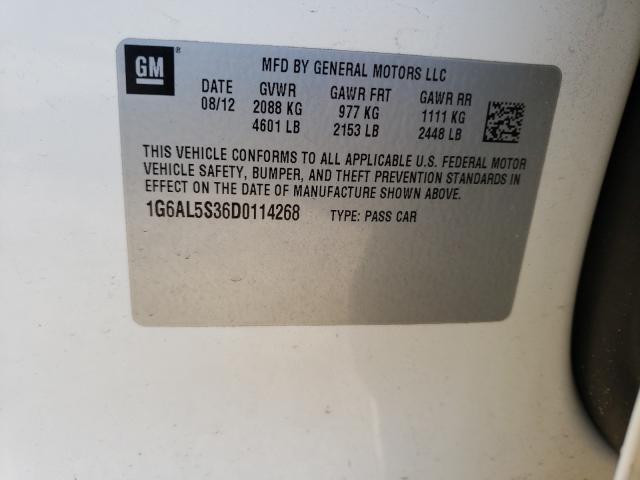 GM ®
MFD BY GENERAL MOTORS LLC
DATE GVWR GAWR FRT GAWR RR
08/12 2088 KG 977 KG 1111 KG
4601 LB 2153 LB 2448 LB
THIS VEHICLE CONFORMS TO ALL APPLICABLE U.S. FEDERAL MOTOR
VEHICLE SAFETY, BUMPER, AND THEFT PREVENTION STANDARDS IN
EFFECT ON THE DATE OF MANUFACTURE SHOWN ABOVE.
1G6AL5S36D0114268 TYPE: PASS CAR